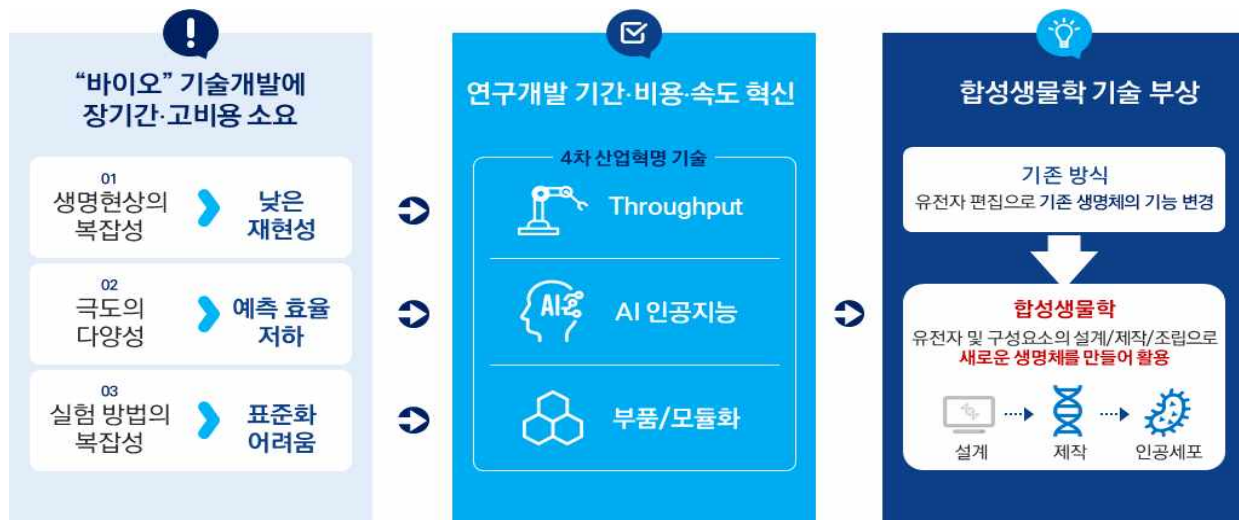 “바이오” 기술개발에
장기간·고비용 소요
01
생명현상의
복잡성
낮은
재현성
02
극도의
다양성
예측 효율
저하
03
실험 방법의
복잡성
표준화
어려움
연구개발 기간·비용·속도 혁신
4차 산업혁명 기술
Throughput
AI
AI 인공지능
부품/모듈화
합성생물학 기술 부상
기존 방식
유전자 편집으로 기존 생명체의 기능 변경
합성생물학
유전자 및 구성요소의 설계/제작/조립으로
새로운 생명체를 만들어 활용
설계
제작
인공세포